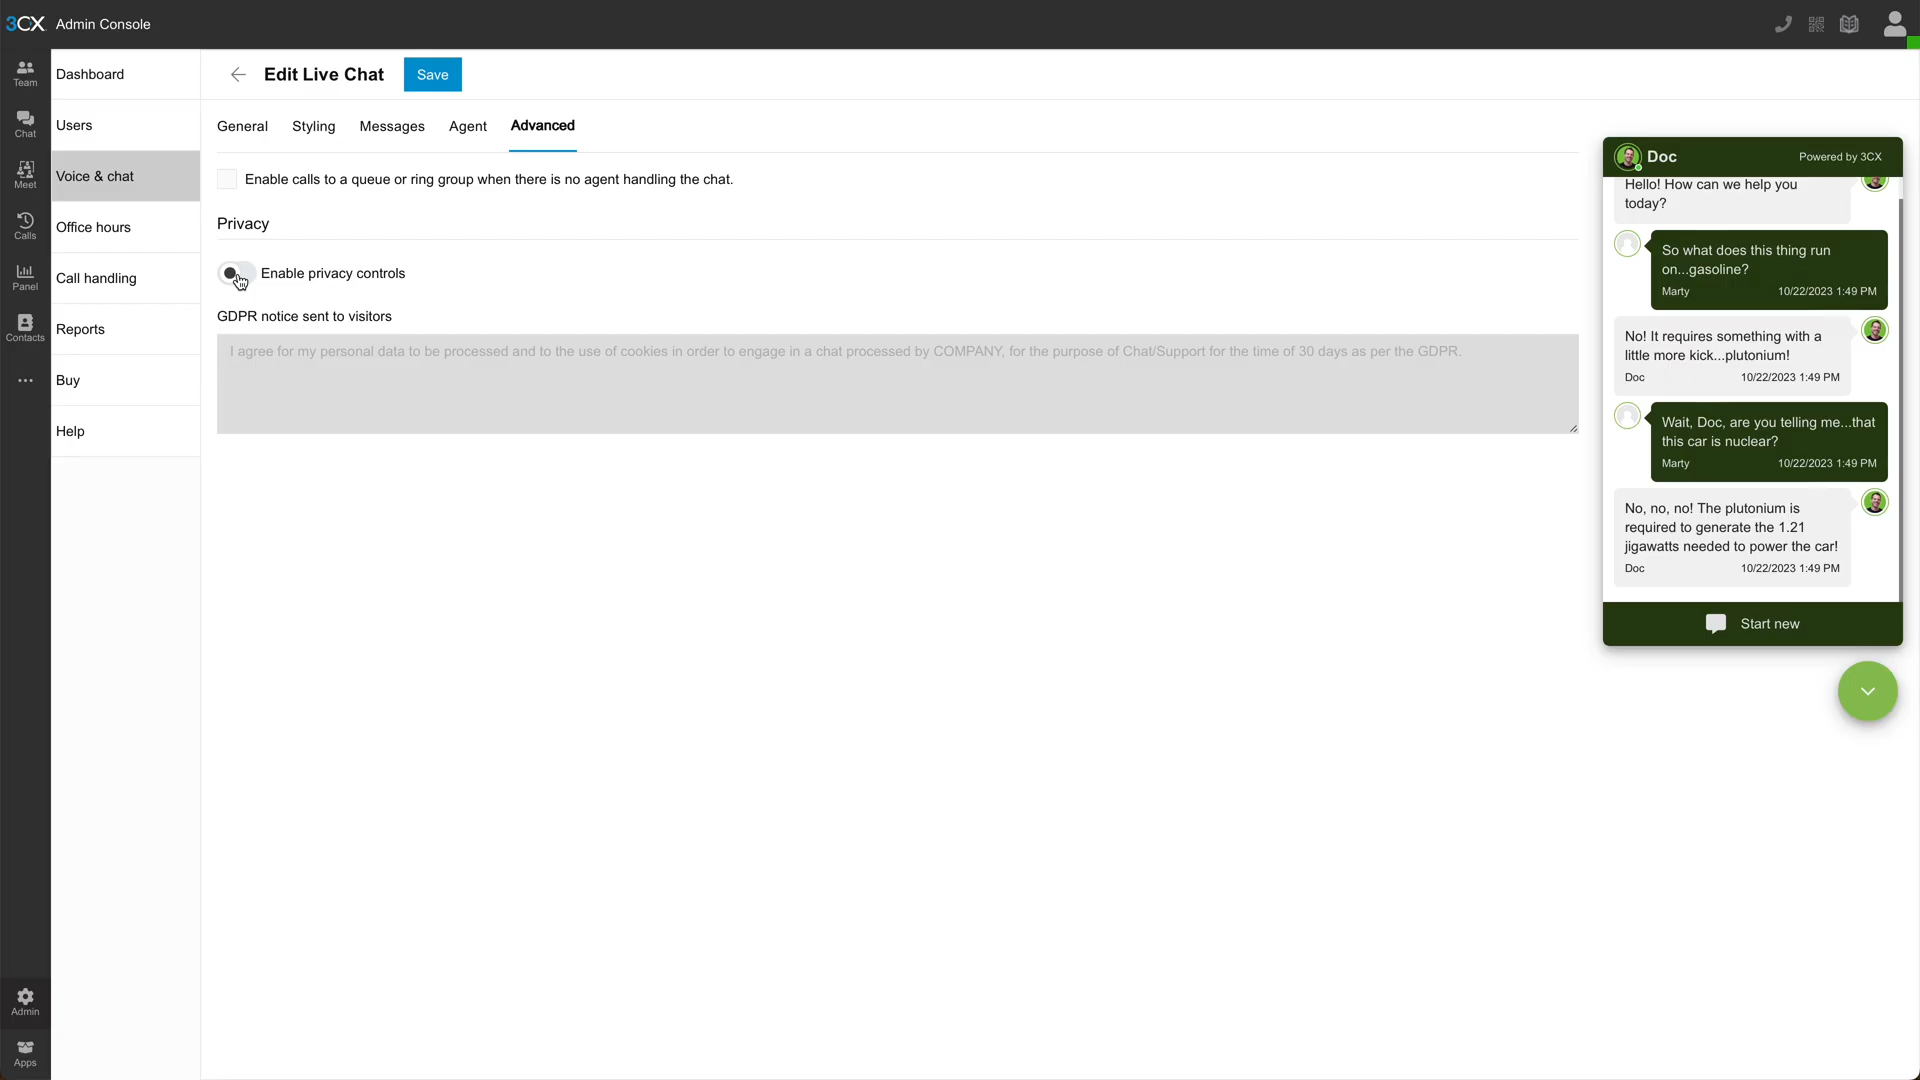 3CX Admin Console
Team
Chat
Meet
Calls
Panel
Contacts
Admin
Apps
Dashboard
Users
Voice & chat
Office hours
Call handling
Reports
Buy
Help
Edit Live Chat
Save
General
Styling
Messages
Agent
Advanced
Enable calls to a queue or ring group when there is no agent handling the chat.
Privacy
Enable privacy controls
GDPR notice sent to visitors
I agree for my personal data to be processed and to the use of cookies in order to engage in a chat processed by COMPANY, for the purpose of Chat/Support for the time of 30 days as per the GDPR.
Doc
Powered by 3CX
Hello! How can we help you
today?
So what does this thing run
on...gasoline?
Marty 10/22/2023 1:49 PM
No! It requires something with a
little more kick...plutonium!
Doc 10/22/2023 1:49 PM
Wait, Doc, are you telling me...that
this car is nuclear?
Marty 10/22/2023 1:49 PM
No, no, no! The plutonium is
required to generate the 1.21
jigawatts needed to power the car!
Doc 10/22/2023 1:49 PM
Start new